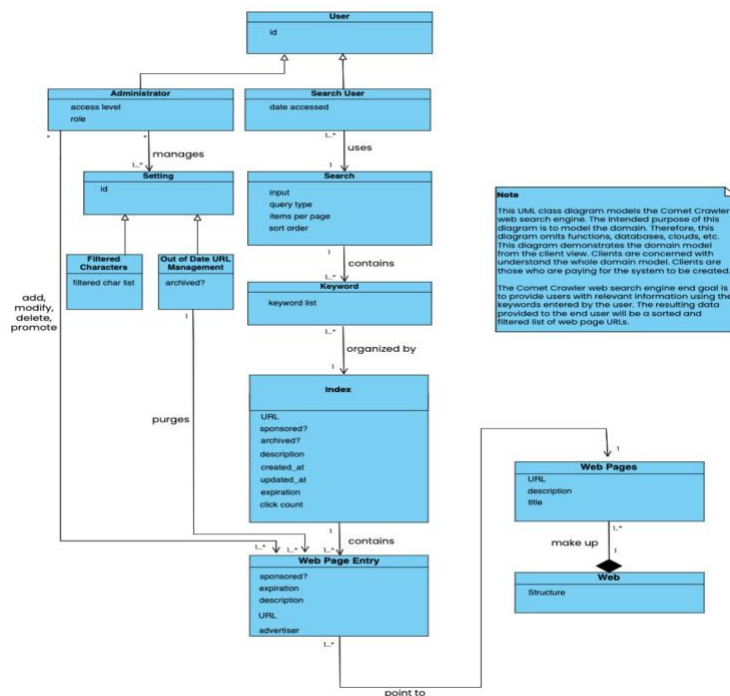 User
id
Administrator
access level
role
Search User
date accessed
*
*
1..*
manages
uses
1..*
1
Setting
id
Search
input
query type
items per page
sort order
Note
This UML class diagram models the Comet Crawler
web search engine. The intended purpose of this
diagram is to model the domain. Therefore, this
diagram omits functions, databases, clouds, etc.
This diagram demonstrates the domain model
from the client view. Clients are concerned with
understand the whole domain model. Clients are
those who are paying for the system to be created.
The Comet Crawler web search engine end goal is
to provide users with relevant information using the
keywords entered by the user. The resulting data
provided to the end user will be a sorted and
filtered list of web page URLs.
1
contains
1..*
Filtered
Characters
filtered char list
Out of Date URL
Management
archived?
Keyword
keyword list
add,
modify,
delete,
promote
1
1..*
organized by
1
Index
URL
sponsored?
archived?
description
created_at
updated_at
expiration
click count
purges
1
Web Pages
URL
description
title
1
contains
1..*
1..*
1..*
1..*
make up
1
Web Page Entry
sponsored?
expiration
description
URL
advertiser
Web
Structure
1..*
point to